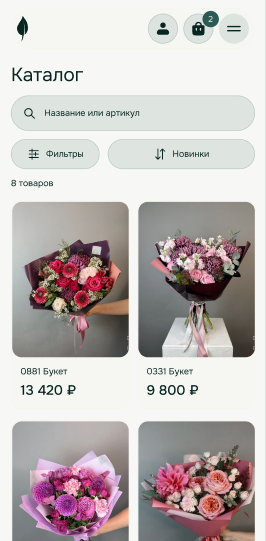 2
Каталог
Название или артикул
Фильтры
Новинки
8 товаров
0881 Букет
0331 Букет
13 420 ₽
9 800 ₽